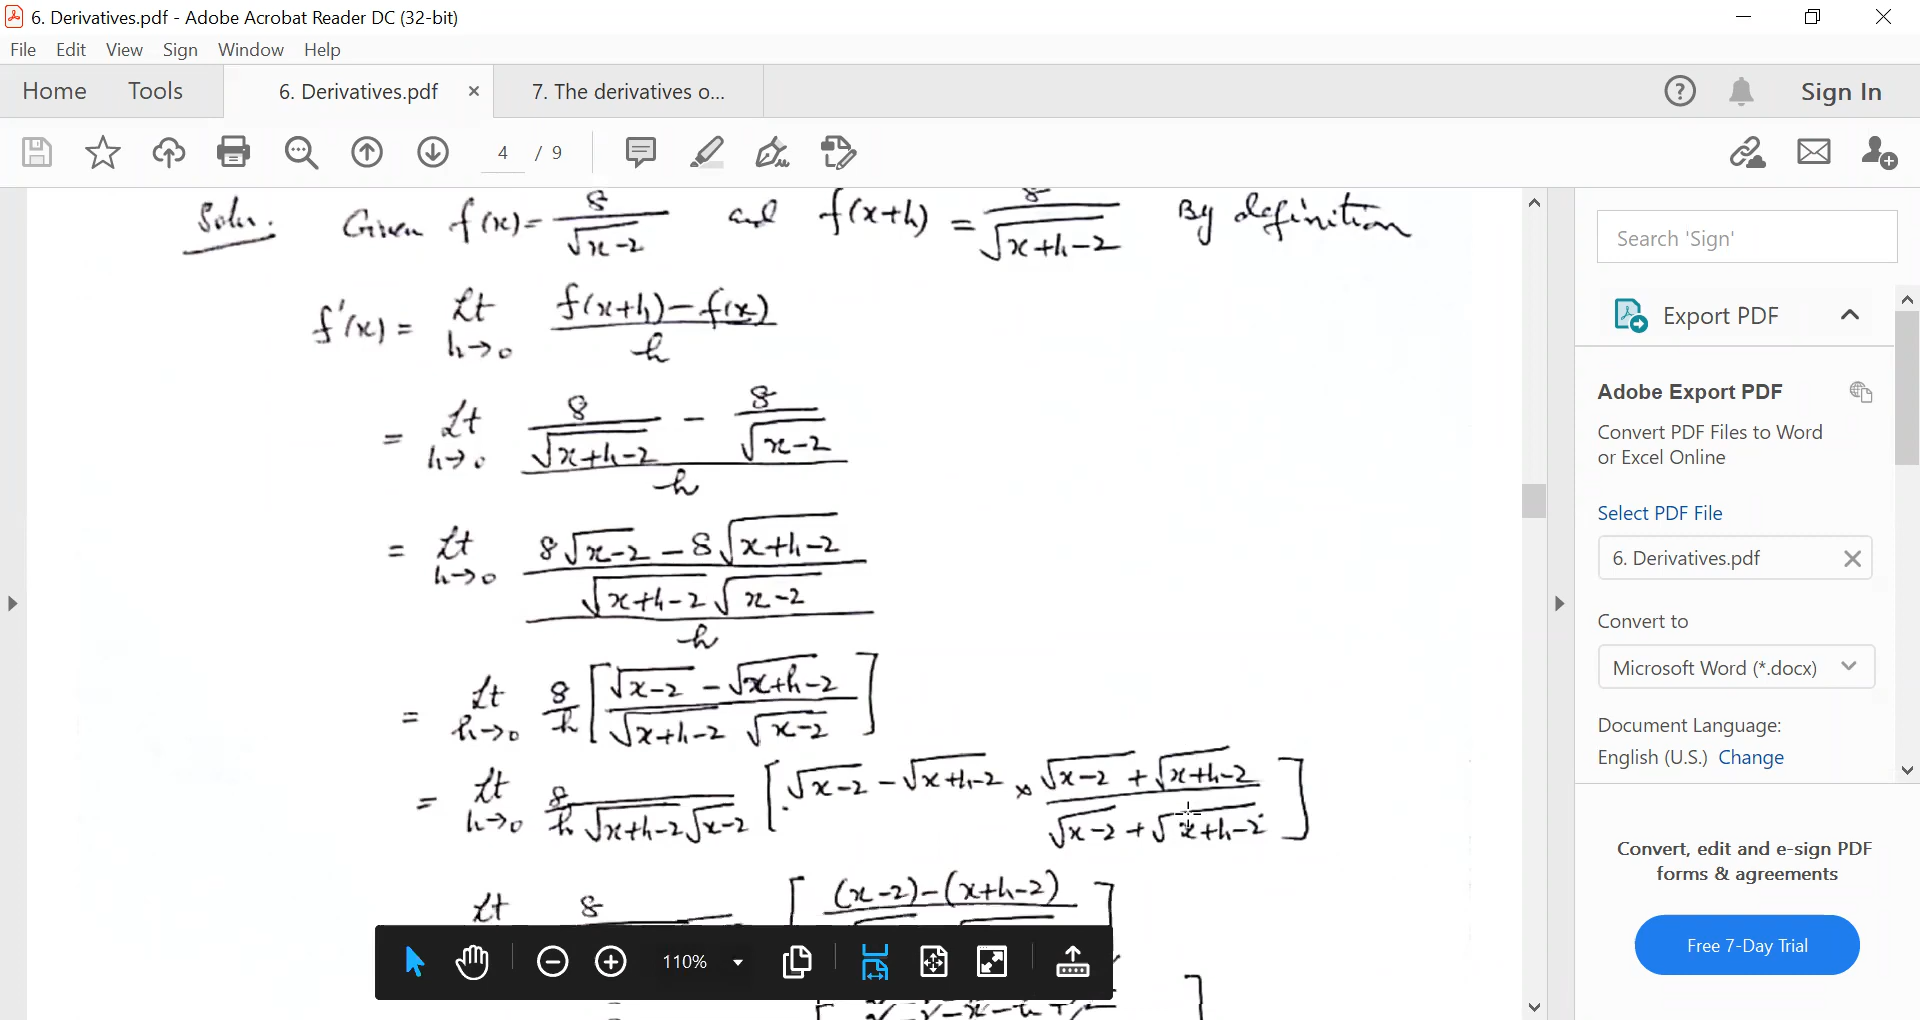 6. Derivatives.pdf - Adobe Acrobat Reader DC (32-bit)
File Edit View Sign Window Help
Home Tools 6. Derivatives.pdf × 7. The derivatives o... Sign In
4 / 9
Soln. Given f(x) = 8/√(x-2) and f(x+h) = 8/√(x+h-2) By definition
f'(x) = Lt h→0 (f(x+h) - f(x))/h
= Lt h→0 (8/√(x+h-2) - 8/√(x-2))/h
= Lt h→0 ((8√(x-2) - 8√(x+h-2))/(√(x+h-2) √(x-2)))/h
= Lt h→0 8/h [(√(x-2) - √(x+h-2))/(√(x+h-2) √(x-2))]
= Lt h→0 8/(h √(x+h-2) √(x-2)) [√(x-2) - √(x+h-2) × (√(x-2) + √(x+h-2))/(√(x-2) + √(x+h-2))]
Lt 8 [(x-2) - (x+h-2)]
110%
Search 'Sign'
Export PDF
Adobe Export PDF
Convert PDF Files to Word
or Excel Online
Select PDF File
6. Derivatives.pdf
Convert to
Microsoft Word (*.docx)
Document Language:
English (U.S.) Change
Convert, edit and e-sign PDF
forms & agreements
Free 7-Day Trial